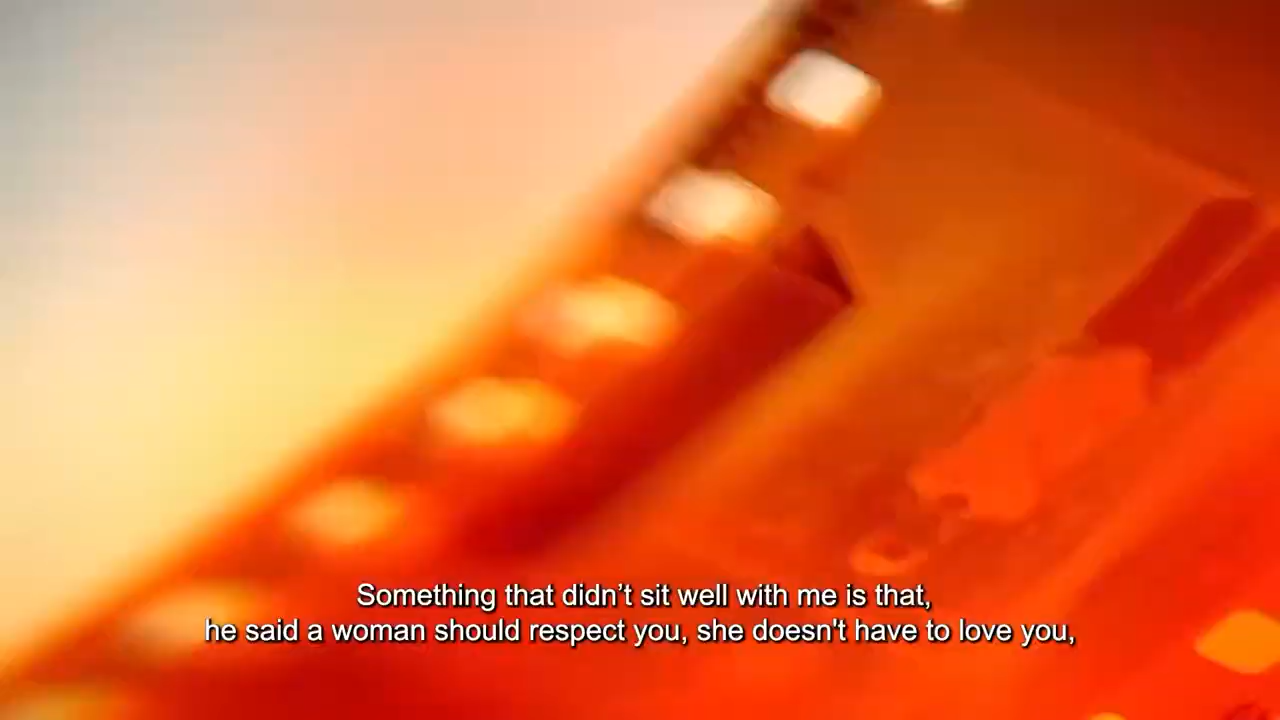 Something that didn’t sit well with me is that,
he said a woman should respect you, she doesn't have to love you,